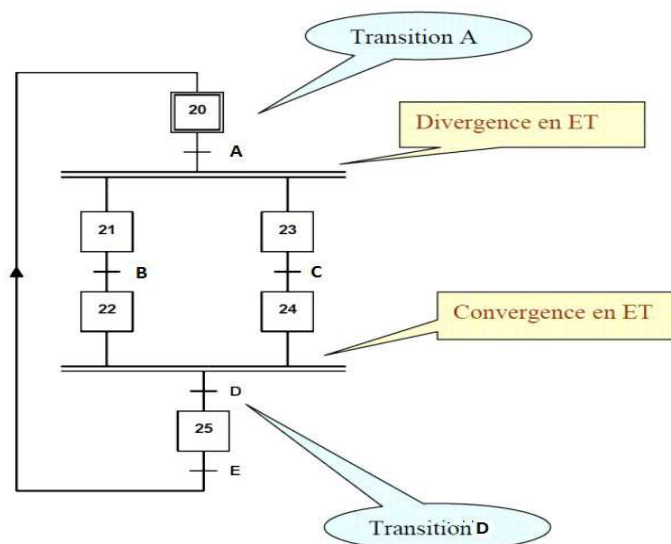 Transition A
20
A
Divergence en ET
21
23
B
C
22
24
Convergence en ET
D
25
E
Transition D